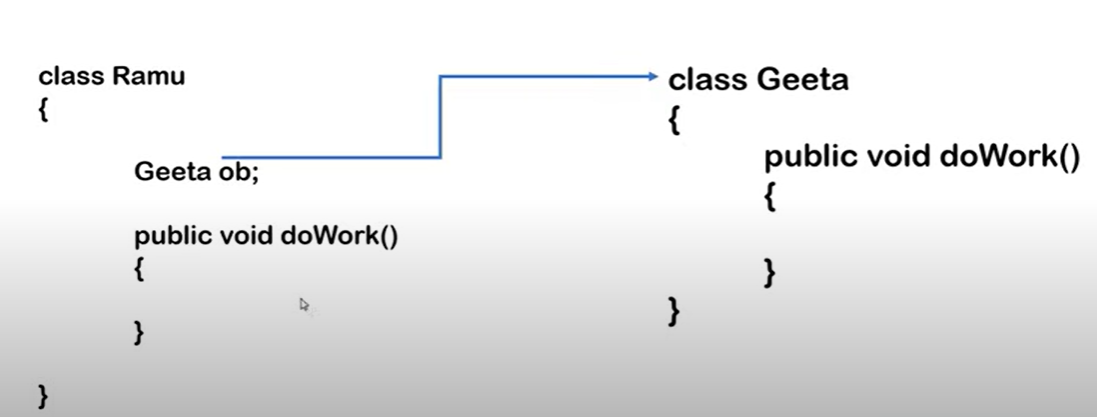 class Ramu
{
Geeta ob;
public void doWork()
{
}
}
class Geeta
{
public void doWork()
{
}
}